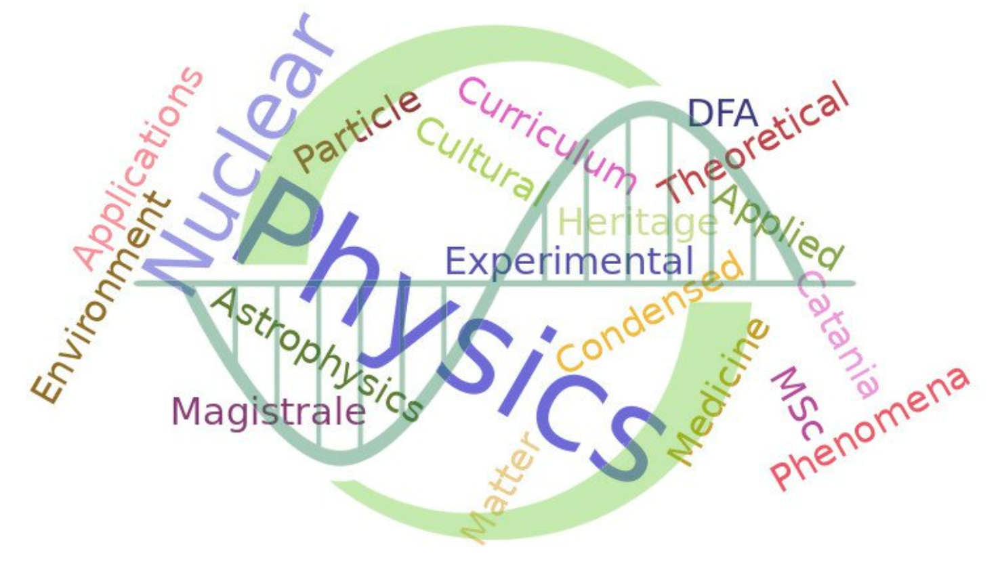 Nuclear
Applications
Particle
Curriculum
DFA
Theoretical
Cultural
Environment
Physics
Heritage
Applied
Experimental
Condensed
Astrophysics
Catania
Medicine
Magistrale
MSc
Phenomena
Matter